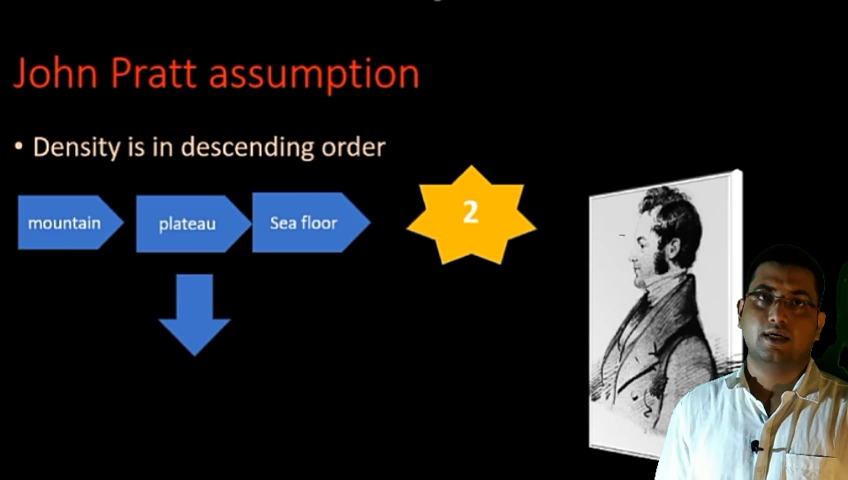 John Pratt assumption
• Density is in descending order
mountain
plateau
Sea floor
2